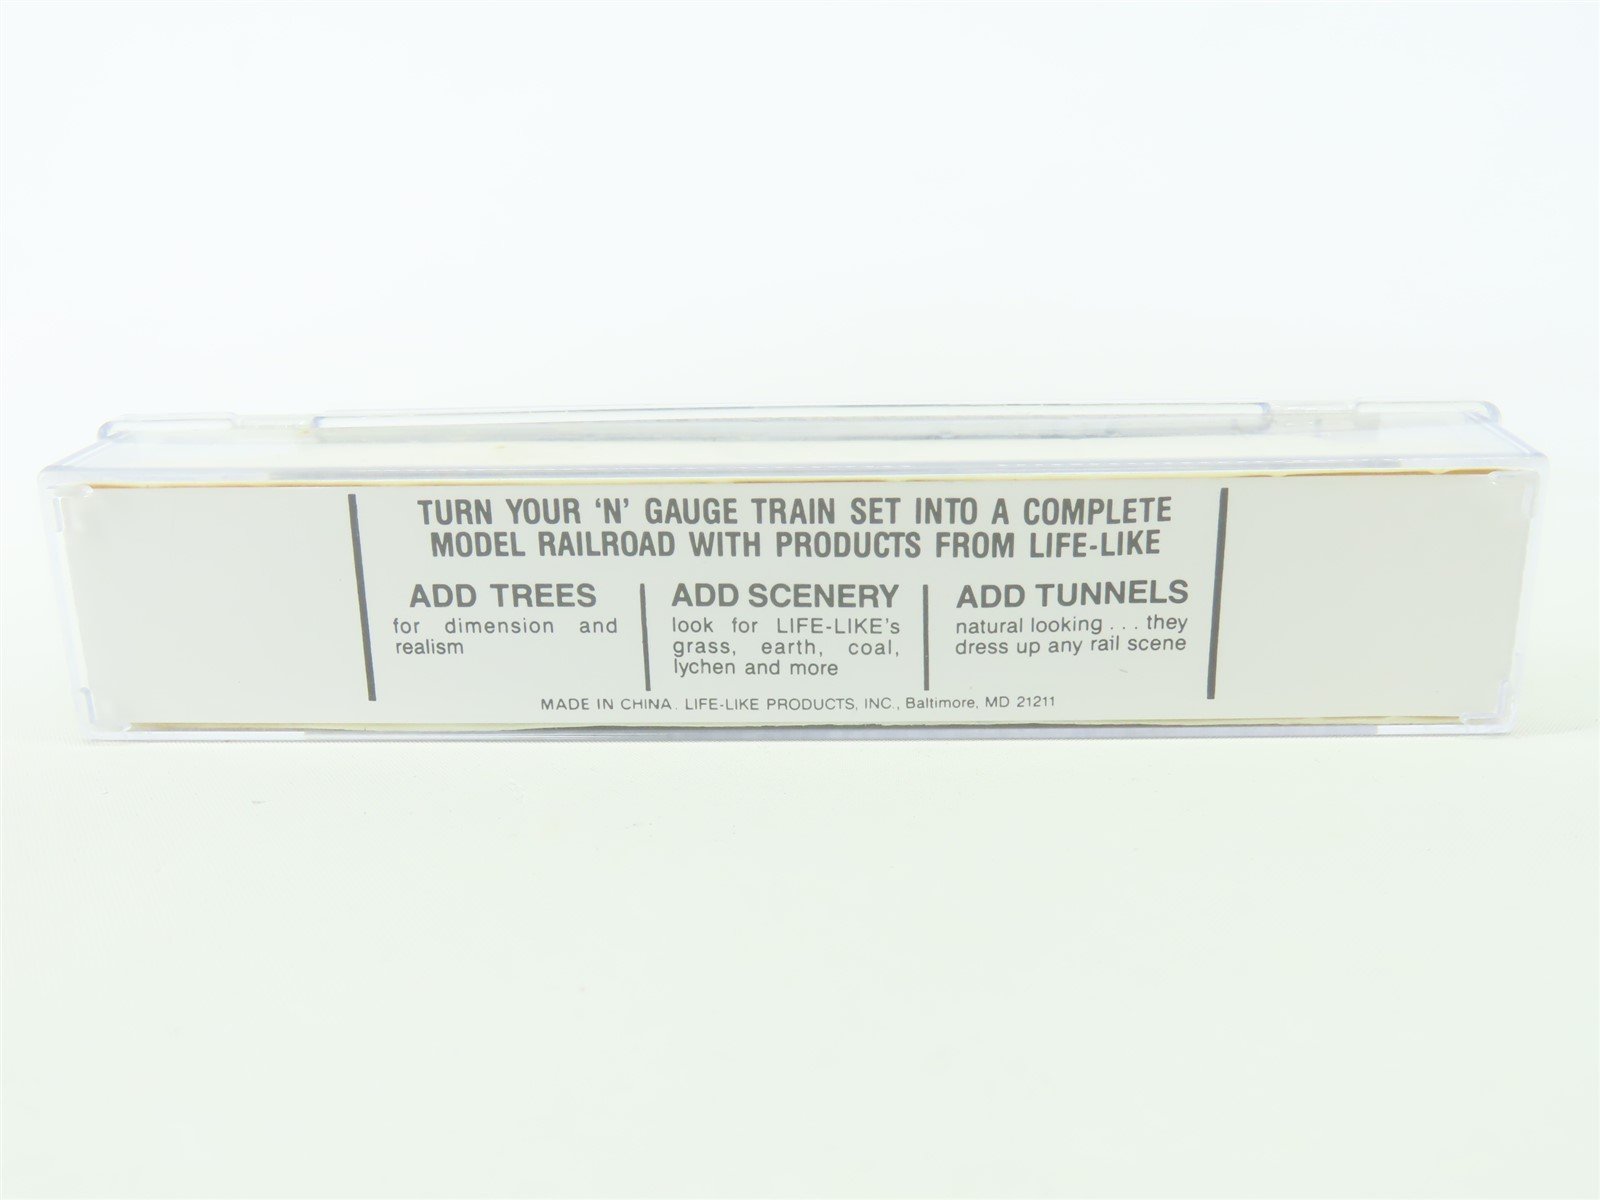 TURN YOUR ‘N’ GAUGE TRAIN SET INTO A COMPLETE
MODEL RAILROAD WITH PRODUCTS FROM LIFE-LIKE
ADD TREES
for dimension and
realism
ADD SCENERY
look for LIFE-LIKE's
grass, earth, coal,
lychen and more
ADD TUNNELS
natural looking . . . they
dress up any rail scene
MADE IN CHINA. LIFE-LIKE PRODUCTS, INC., Baltimore, MD 21211